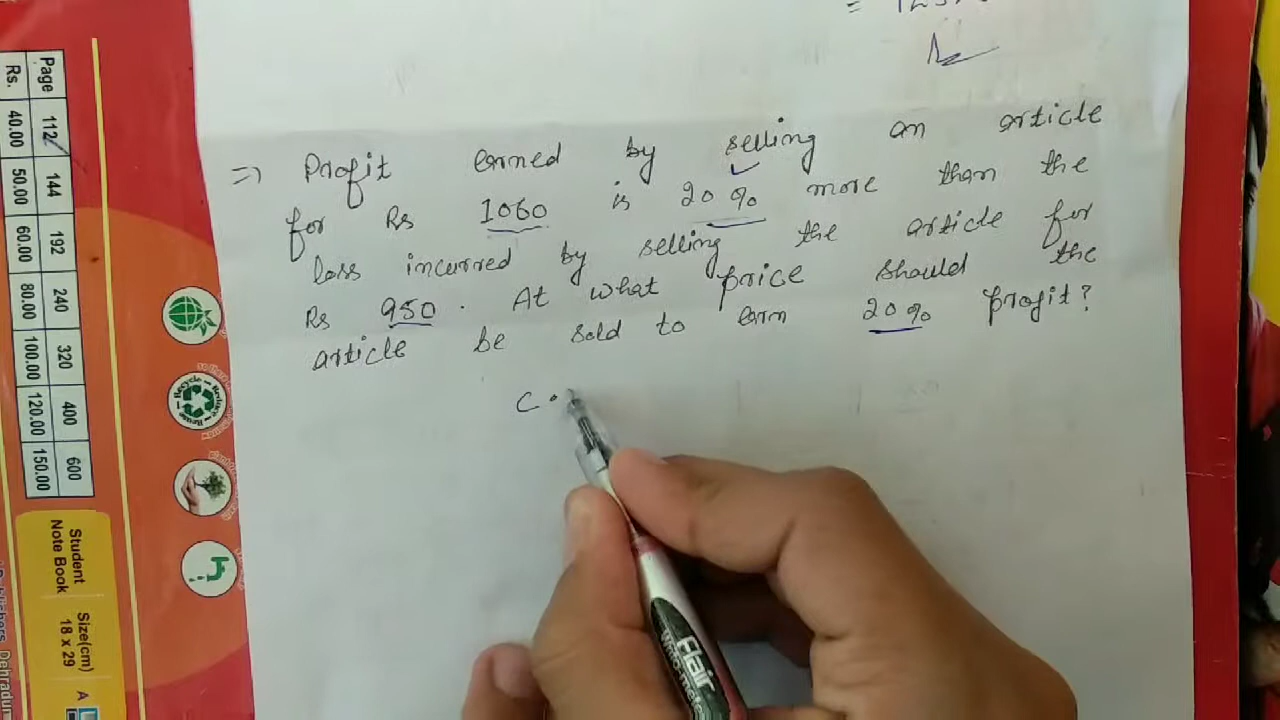 = 125
⇒ Profit earned by selling an article
for Rs 1060 is 20% more than the
loss incurred by selling the article for
Rs 950. At what price should the
article be sold to earn 20% profit?
C.
Page 112 144 192 240 320 400 600
Rs. 40.00 50.00 60.00 80.00 100.00 120.00 150.00
Student
Note Book
Size(cm)
18 x 29
A
Flair